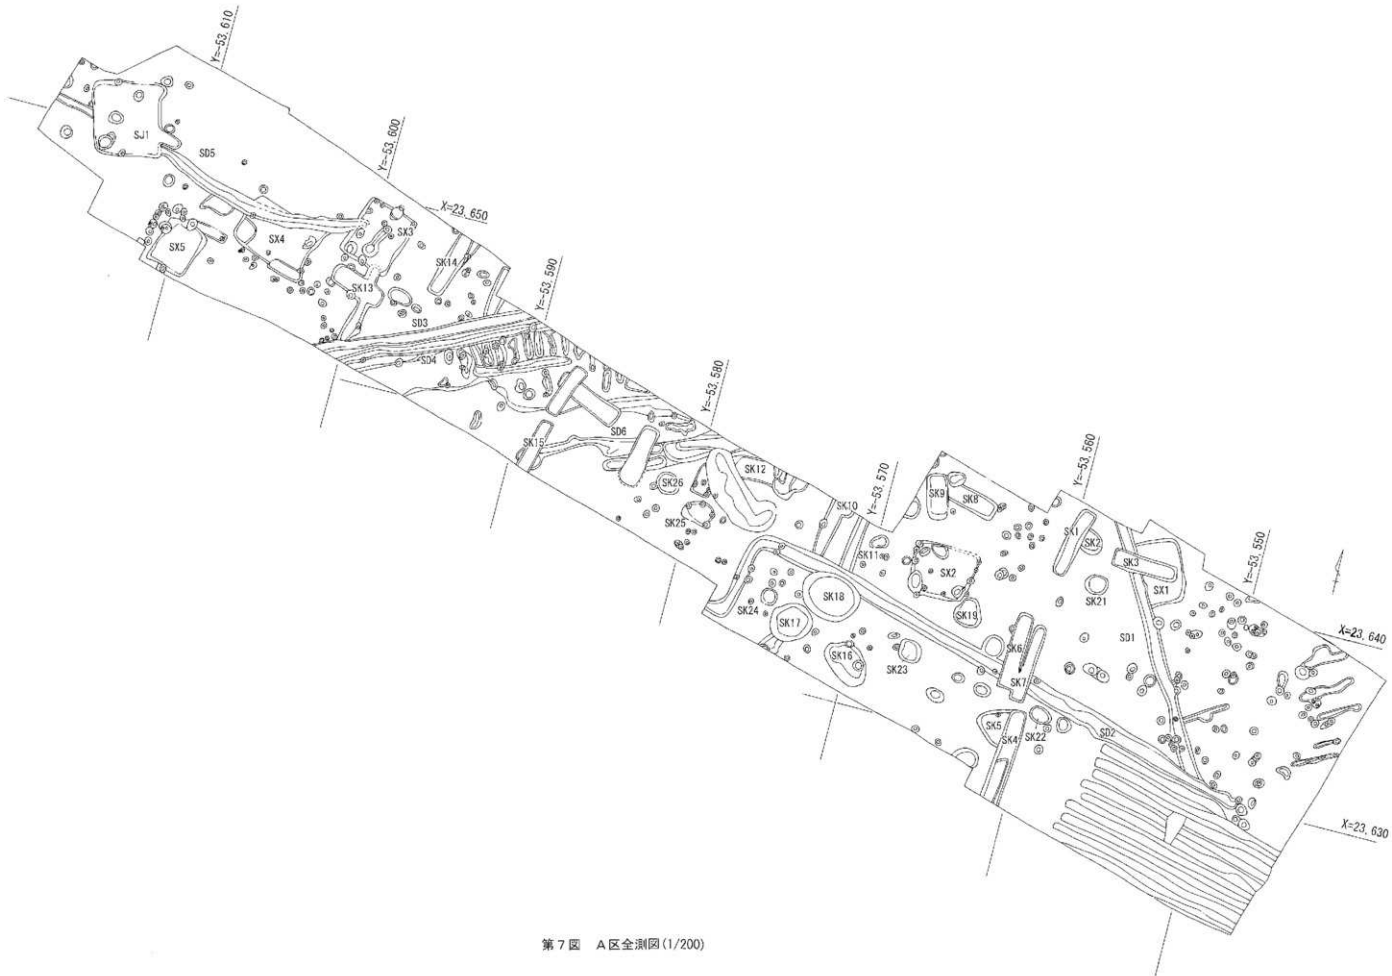 Y=-53,610
Y=-53,600
X=23,650
SJ1
SD5
SX5
SX4
SX3
SK14
SK13
Y=-53,590
SD3
SD4
Y=-53,580
SK15
SD6
SK26
SK12
SK25
Y=-53,570
SK10
SK9
SK8
Y=-53,560
SK11
SK1
SK2
SK3
Y=-53,550
SX2
SK18
SK24
SK17
SK19
SK21
SX1
SD1
X=23,640
SK16
SK23
SK6
SK7
SK5
SK4
SK22
SD2
X=23,630
第7図 A区全測図(1/200)